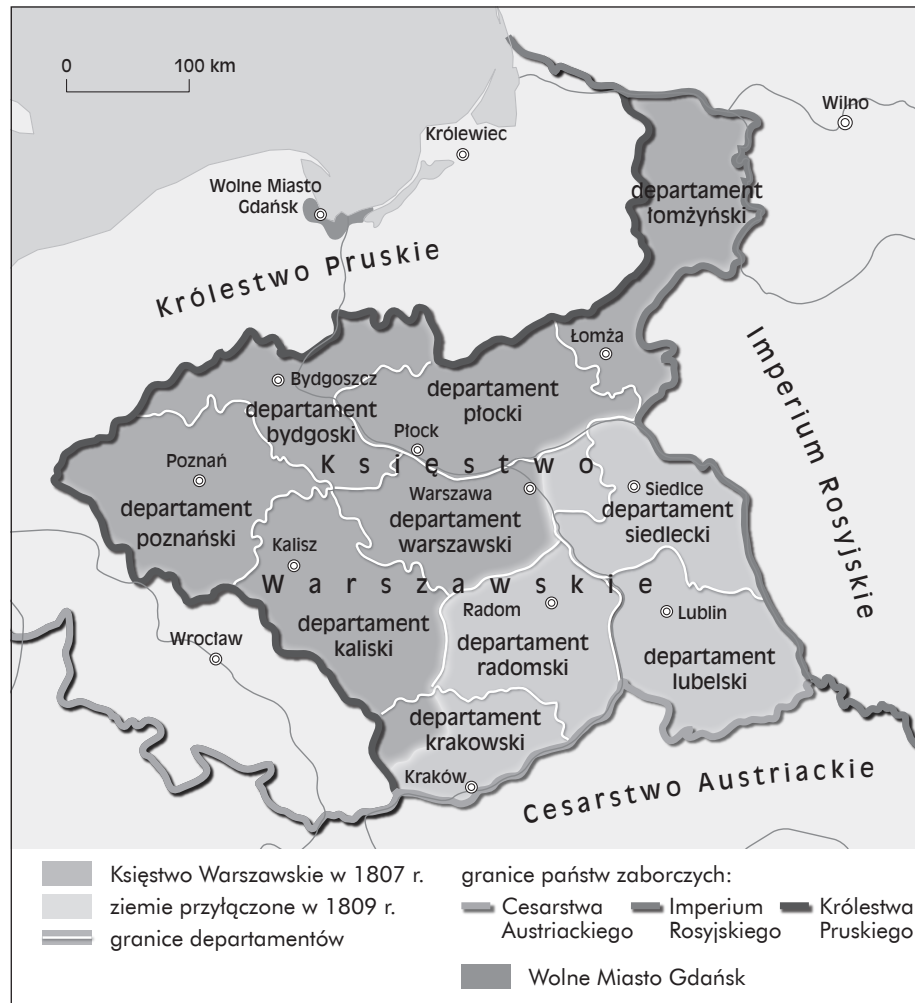 0 100 km
Wilno
Królewiec
Wolne Miasto
Gdańsk
departament
łomżyński
Królestwo Pruskie
Imperium Rosyjskie
Łomża
Bydgoszcz
departament
bydgoski
departament
płocki
Płock
Poznań
Księstwo
Siedlce
Warszawa
departament
poznański
departament
warszawski
departament
siedlecki
Kalisz
Warszawskie
Radom
Lublin
Wrocław
departament
kaliski
departament
radomski
departament
lubelski
departament
krakowski
Kraków
Cesarstwo Austriackie
Księstwo Warszawskie w 1807 r.
ziemie przyłączone w 1809 r.
granice departamentów
granice państw zaborczych:
Cesarstwa
Austriackiego
Imperium
Rosyjskiego
Królestwa
Pruskiego
Wolne Miasto Gdańsk